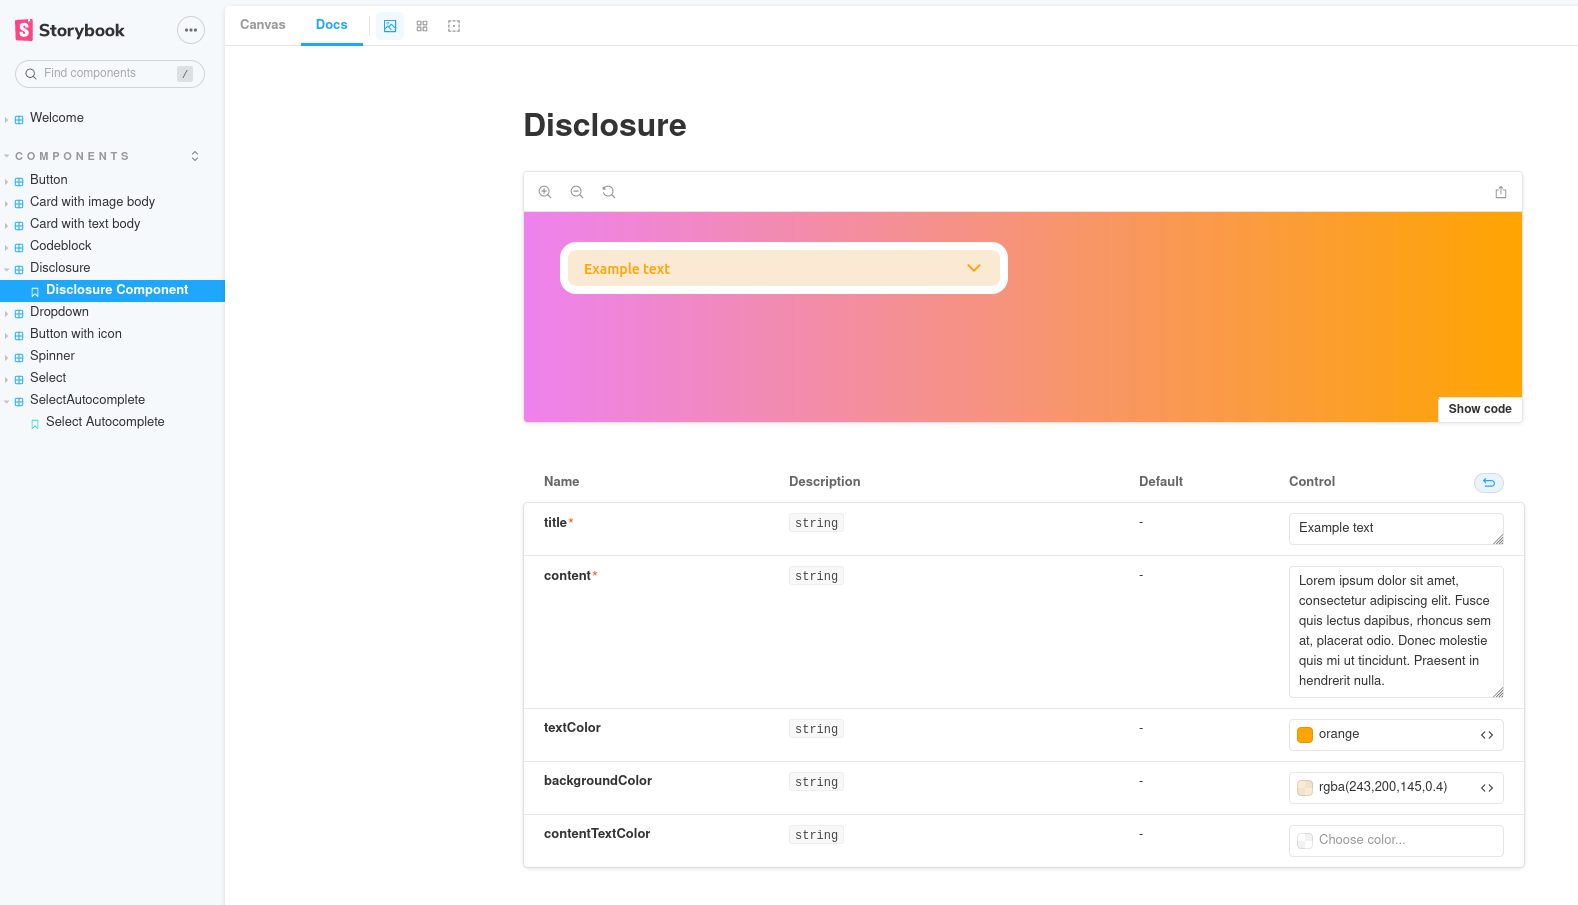 Storybook
Find components
/
Welcome
COMPONENTS
Button
Card with image body
Card with text body
Codeblock
Disclosure
Disclosure Component
Dropdown
Button with icon
Spinner
Select
SelectAutocomplete
Select Autocomplete
Canvas
Docs
Disclosure
Example text
Show code
Name Description Default Control
title* string - Example text
content* string - Lorem ipsum dolor sit amet,
consectetur adipiscing elit. Fusce
quis lectus dapibus, rhoncus sem
at, placerat odio. Donec molestie
quis mi ut tincidunt. Praesent in
hendrerit nulla.
textColor string - orange
backgroundColor string - rgba(243,200,145,0.4)
contentTextColor string - Choose color...